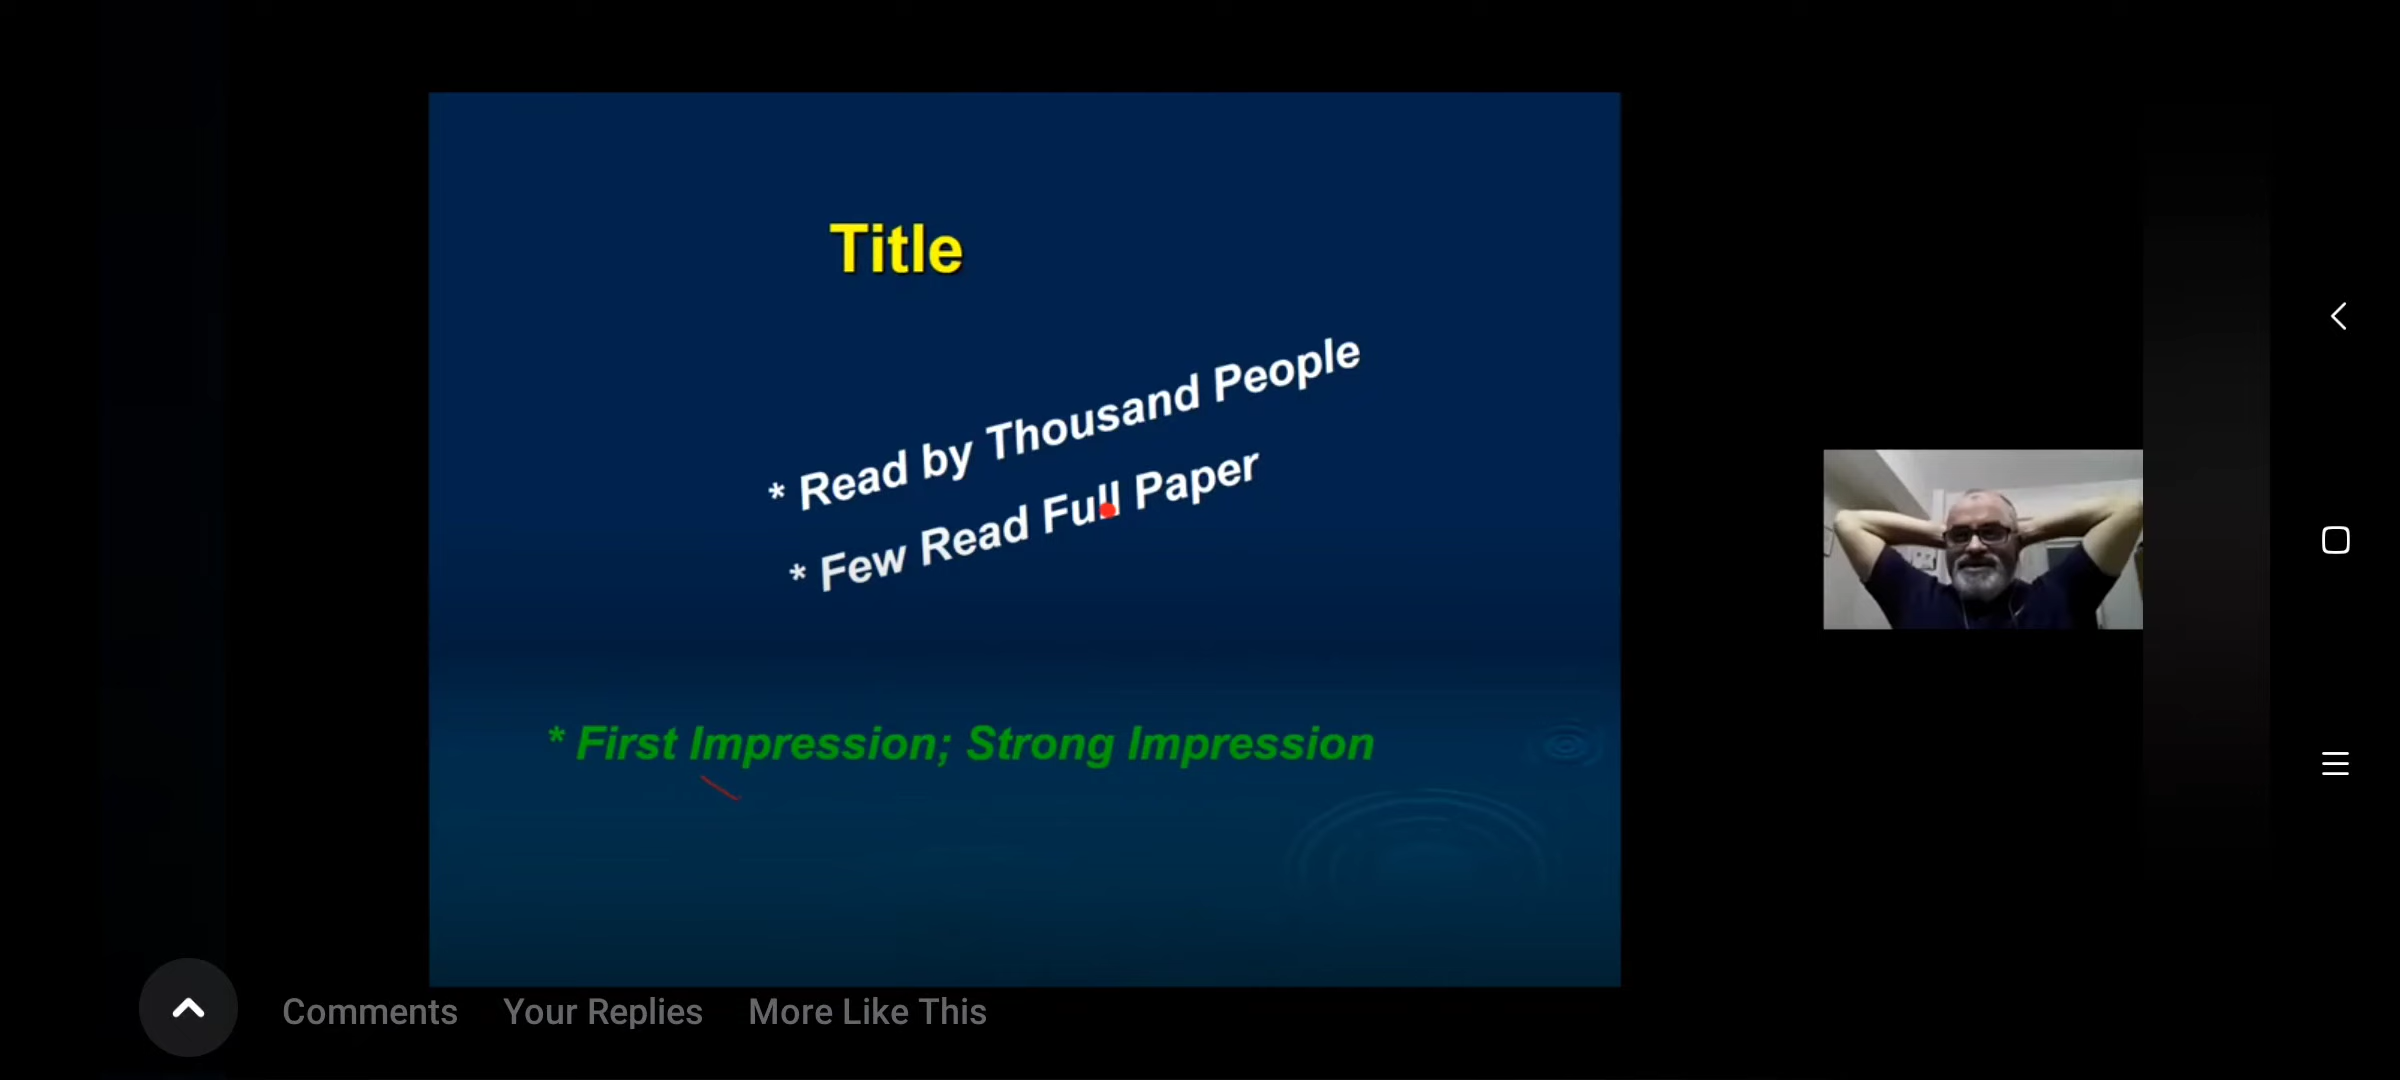 Title
* Read by Thousand People
* Few Read Full Paper
* First Impression; Strong Impression
Comments Your Replies More Like This